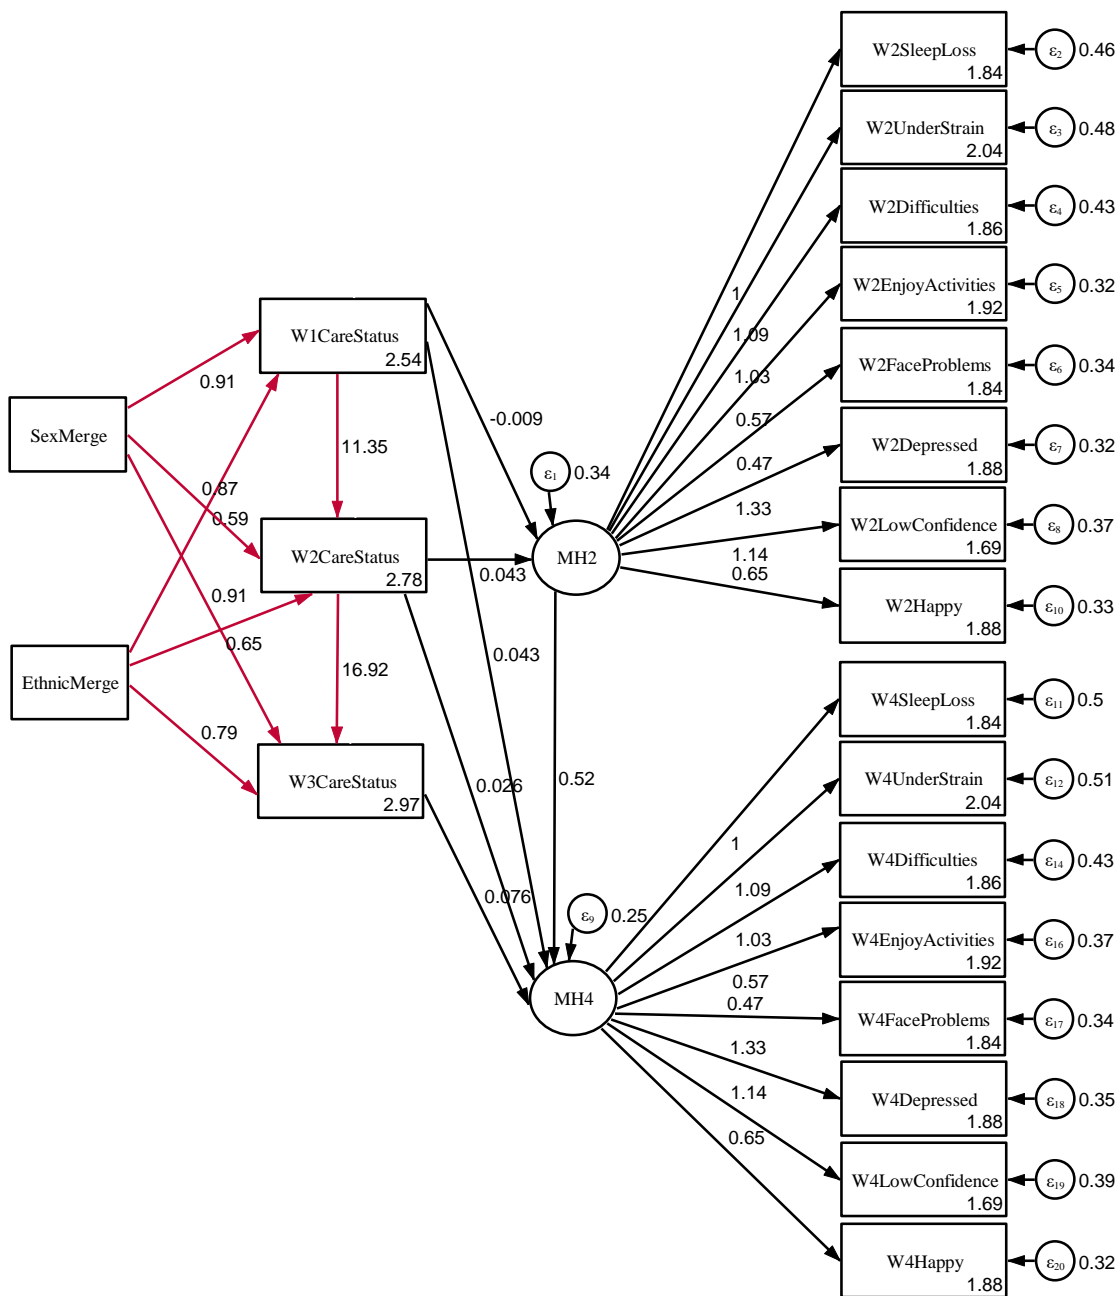 W2SleepLoss
1.84
ε2
0.46
W2UnderStrain
2.04
ε3
0.48
W2Difficulties
1.86
ε4
0.43
W2EnjoyActivities
1.92
ε5
0.32
W2FaceProblems
1.84
ε6
0.34
W2Depressed
1.88
ε7
0.32
W2LowConfidence
1.69
ε8
0.37
W2Happy
1.88
ε10
0.33
1
1.09
1.03
0.57
0.47
1.33
1.14
0.65
W1CareStatus
2.54
SexMerge
0.91
-0.009
11.35
0.87
0.59
ε1
0.34
W2CareStatus
2.78
0.043
MH2
0.91
0.65
0.043
EthnicMerge
16.92
0.79
W3CareStatus
2.97
0.026
0.52
0.076
ε9
0.25
MH4
W4SleepLoss
1.84
ε11
0.5
W4UnderStrain
2.04
ε12
0.51
W4Difficulties
1.86
ε14
0.43
W4EnjoyActivities
1.92
ε16
0.37
W4FaceProblems
1.84
ε17
0.34
W4Depressed
1.88
ε18
0.35
W4LowConfidence
1.69
ε19
0.39
W4Happy
1.88
ε20
0.32
1
1.09
1.03
0.57
0.47
1.33
1.14
0.65